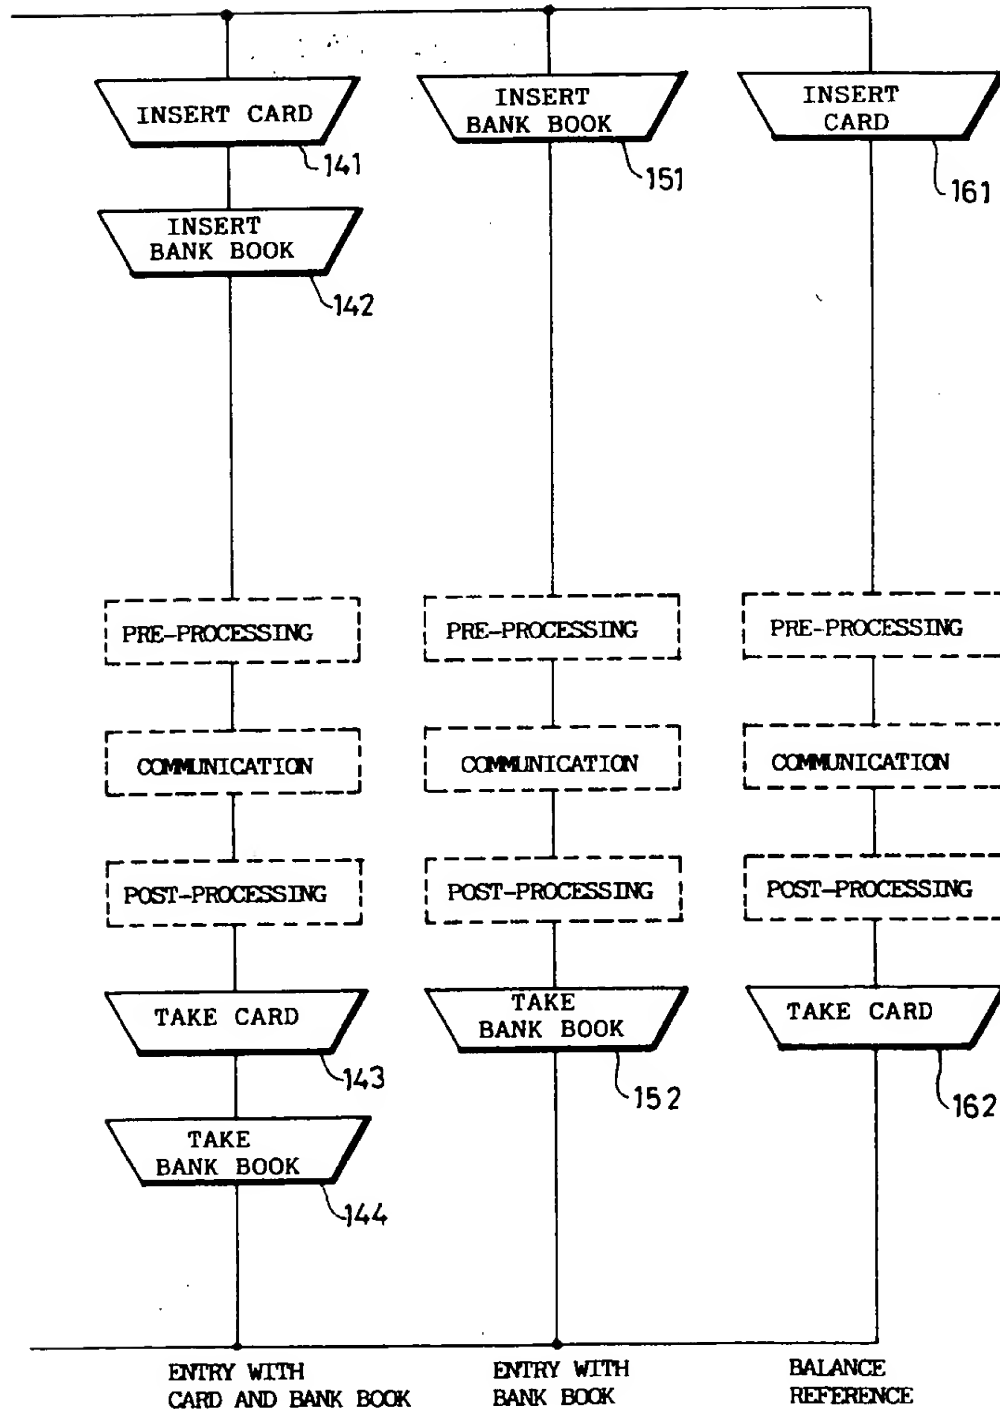 INSERT CARD
141
INSERT
BANK BOOK
142
PRE-PROCESSING
COMMUNICATION
POST-PROCESSING
TAKE CARD
143
TAKE
BANK BOOK
144
ENTRY WITH
CARD AND BANK BOOK
INSERT
BANK BOOK
151
PRE-PROCESSING
COMMUNICATION
POST-PROCESSING
TAKE
BANK BOOK
152
ENTRY WITH
BANK BOOK
INSERT
CARD
161
PRE-PROCESSING
COMMUNICATION
POST-PROCESSING
TAKE CARD
162
BALANCE
REFERENCE